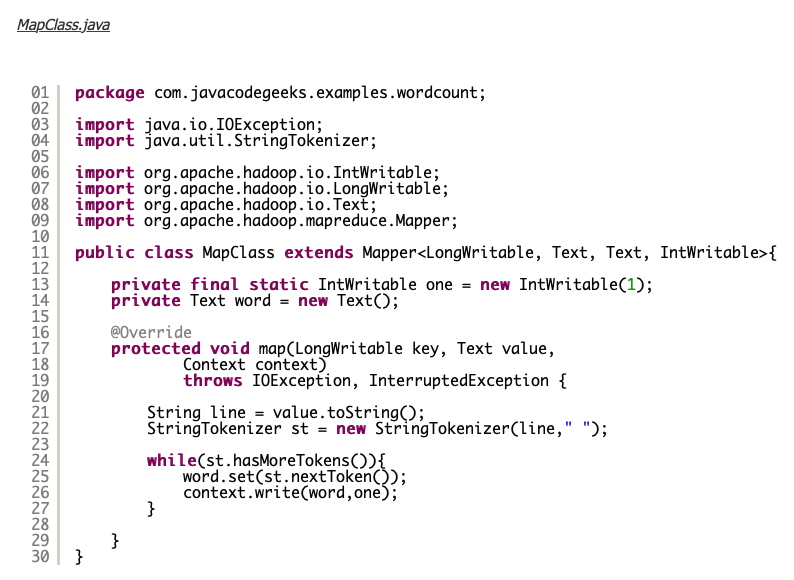 MapClass.java
01 package com.javacodegeeks.examples.wordcount;
02
03 import java.io.IOException;
04 import java.util.StringTokenizer;
05
06 import org.apache.hadoop.io.IntWritable;
07 import org.apache.hadoop.io.LongWritable;
08 import org.apache.hadoop.io.Text;
09 import org.apache.hadoop.mapreduce.Mapper;
10
11 public class MapClass extends Mapper<LongWritable, Text, Text, IntWritable>{
12
13     private final static IntWritable one = new IntWritable(1);
14     private Text word = new Text();
15
16     @Override
17     protected void map(LongWritable key, Text value,
18             Context context)
19             throws IOException, InterruptedException {
20
21         String line = value.toString();
22         StringTokenizer st = new StringTokenizer(line," ");
23
24         while(st.hasMoreTokens()){
25             word.set(st.nextToken());
26             context.write(word,one);
27         }
28
29     }
30 }